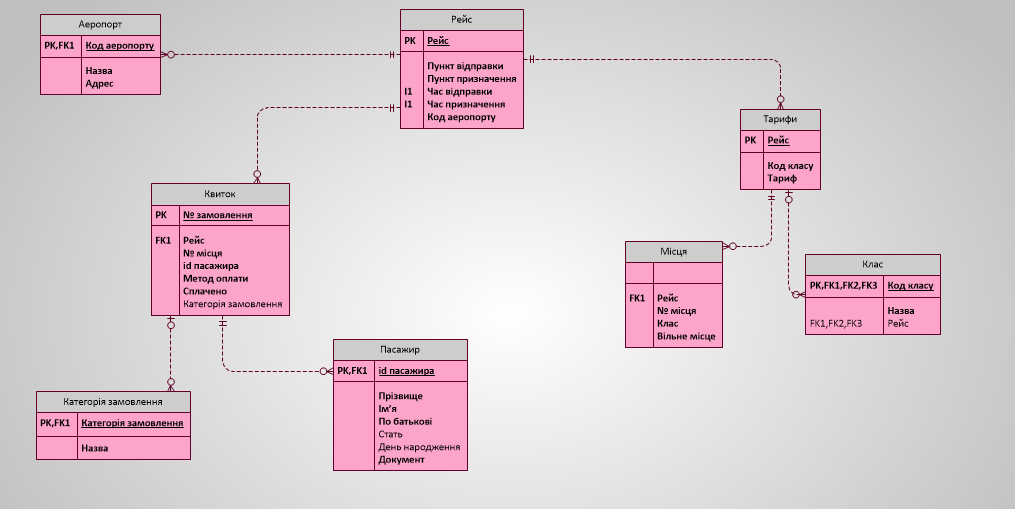 Аеропорт
PK,FK1 Код аеропорту
Назва
Адрес
Рейс
PK Рейс
Пункт відправки
Пункт призначення
I1 Час відправки
I1 Час призначення
Код аеропорту
Тарифи
PK Рейс
Код класу
Тариф
Квиток
PK № замовлення
FK1 Рейс
№ місця
id пасажира
Метод оплати
Сплачено
Категорія замовлення
Місця
FK1 Рейс
№ місця
Клас
Вільне місце
Клас
PK,FK1,FK2,FK3 Код класу
Назва
FK1,FK2,FK3 Рейс
Пасажир
PK,FK1 id пасажира
Прізвище
Ім'я
По батькові
Стать
День народження
Документ
Категорія замовлення
PK,FK1 Категорія замовлення
Назва